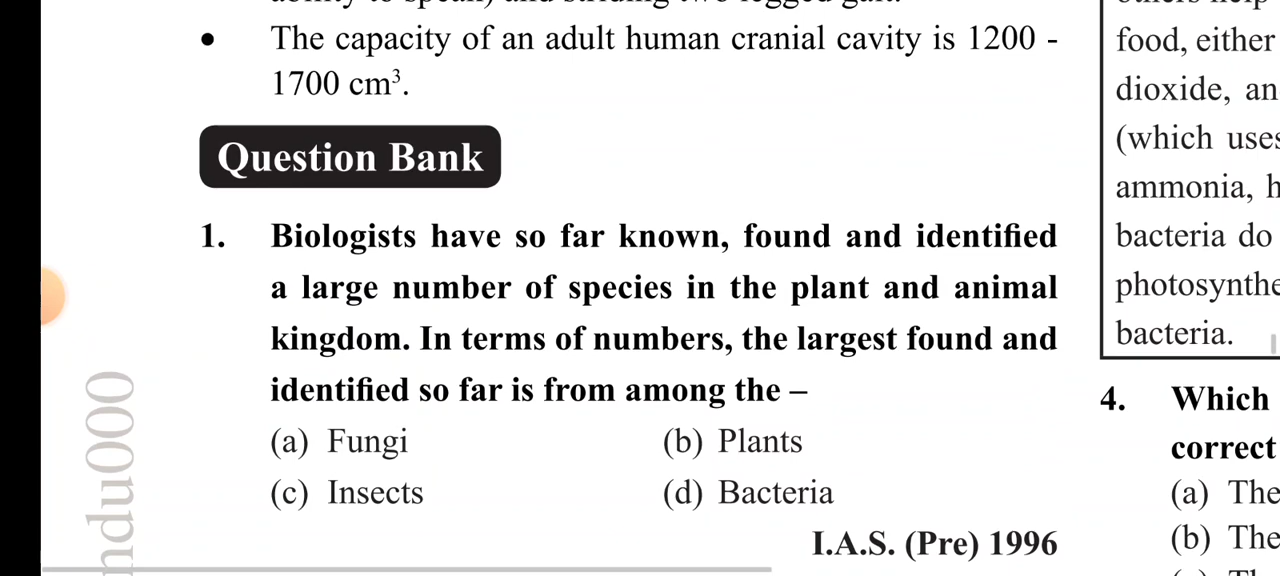 • The capacity of an adult human cranial cavity is 1200 -
1700 cm³.
Question Bank
1. Biologists have so far known, found and identified
a large number of species in the plant and animal
kingdom. In terms of numbers, the largest found and
identified so far is from among the –
(a) Fungi (b) Plants
(c) Insects (d) Bacteria
I.A.S. (Pre) 1996
food, either
dioxide, an
(which uses
ammonia, h
bacteria do
photosynthe
bacteria.
4. Which
correct
(a) The
(b) The
ndu000